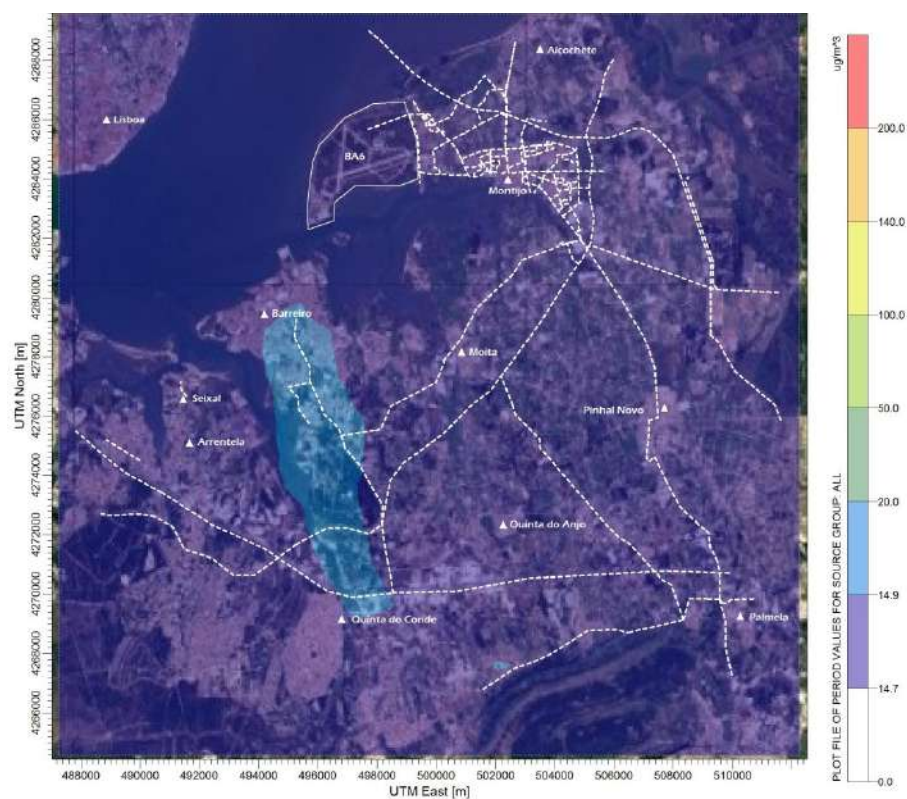 4288000
4286000
4284000
4282000
4280000
4278000
4276000
4274000
4272000
4270000
4268000
4266000
UTM North [m]
Alcochete
Lisboa
BA6
Montijo
Barreiro
Moita
Seixal
Pinhal Novo
Arrentela
Quinta do Anjo
Quinta do Conde
Palmela
488000 490000 492000 494000 496000 498000 500000 502000 504000 506000 508000 510000
UTM East [m]
ug/m^3
200.0
140.0
100.0
50.0
20.0
14.9
14.7
0.0
PLOT FILE OF PERIOD VALUES FOR SOURCE GROUP: ALL